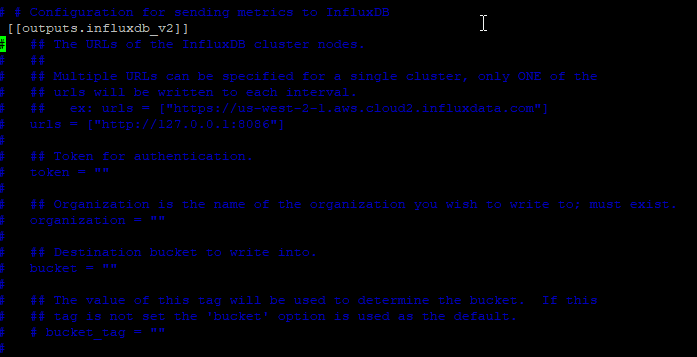 # # Configuration for sending metrics to InfluxDB
[[outputs.influxdb_v2]]
#   ## The URLs of the InfluxDB cluster nodes.
#   ##
#   ## Multiple URLs can be specified for a single cluster, only ONE of the
#   ## urls will be written to each interval.
#   ##   ex: urls = ["https://us-west-2-1.aws.cloud2.influxdata.com"]
#   urls = ["http://127.0.0.1:8086"]
#
#   ## Token for authentication.
#   token = ""
#
#   ## Organization is the name of the organization you wish to write to; must exist.
#   organization = ""
#
#   ## Destination bucket to write into.
#   bucket = ""
#
#   ## The value of this tag will be used to determine the bucket.  If this
#   ## tag is not set the 'bucket' option is used as the default.
#   # bucket_tag = ""
#